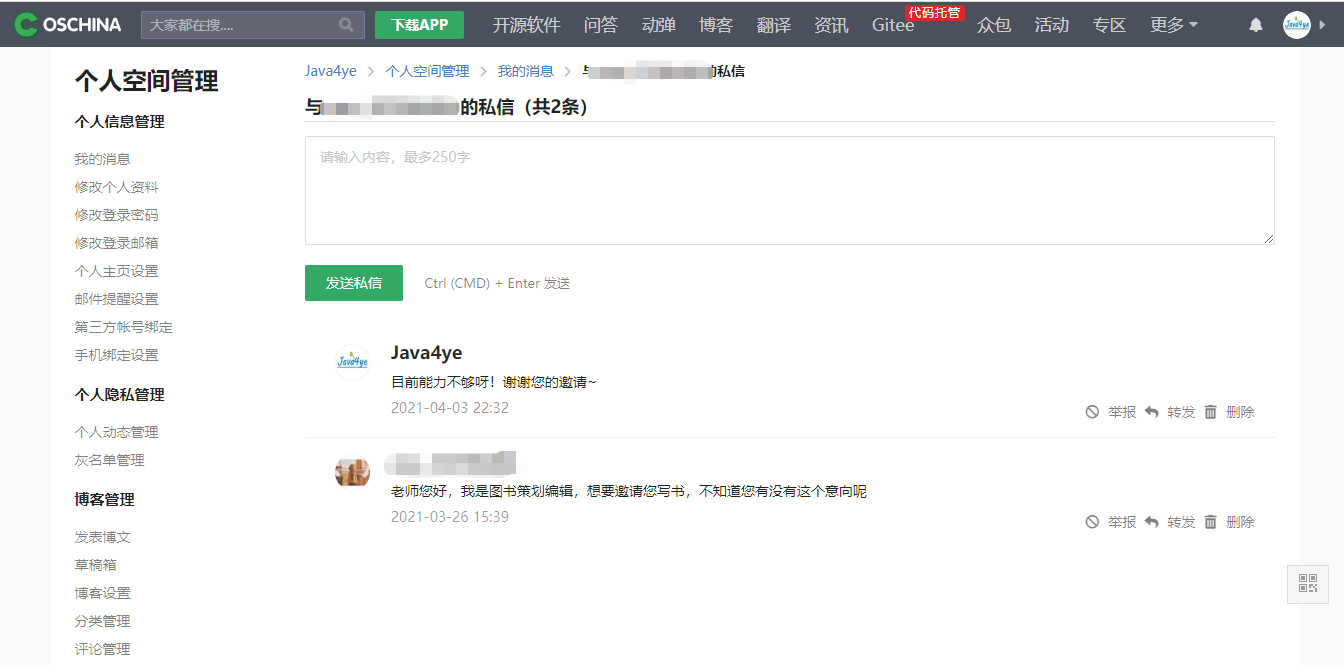 OSCHINA 大家都在搜.... 下载APP 开源软件 问答 动弹 博客 翻译 资讯 Gitee 代码托管 众包 活动 专区 更多 Java4ye
个人空间管理
个人信息管理
我的消息
修改个人资料
修改登录密码
修改登录邮箱
个人主页设置
邮件提醒设置
第三方帐号绑定
手机绑定设置
个人隐私管理
个人动态管理
灰名单管理
博客管理
发表博文
草稿箱
博客设置
分类管理
评论管理
Java4ye > 个人空间管理 > 我的消息 > 与 的私信
与 的私信（共2条）
请输入内容，最多250字
发送私信 Ctrl (CMD) + Enter 发送
Java4ye
Java4ye
目前能力不够呀！谢谢您的邀请~
2021-04-03 22:32
举报 转发 删除
老师您好，我是图书策划编辑，想要邀请您写书，不知道您有没有这个意向呢
2021-03-26 15:39
举报 转发 删除